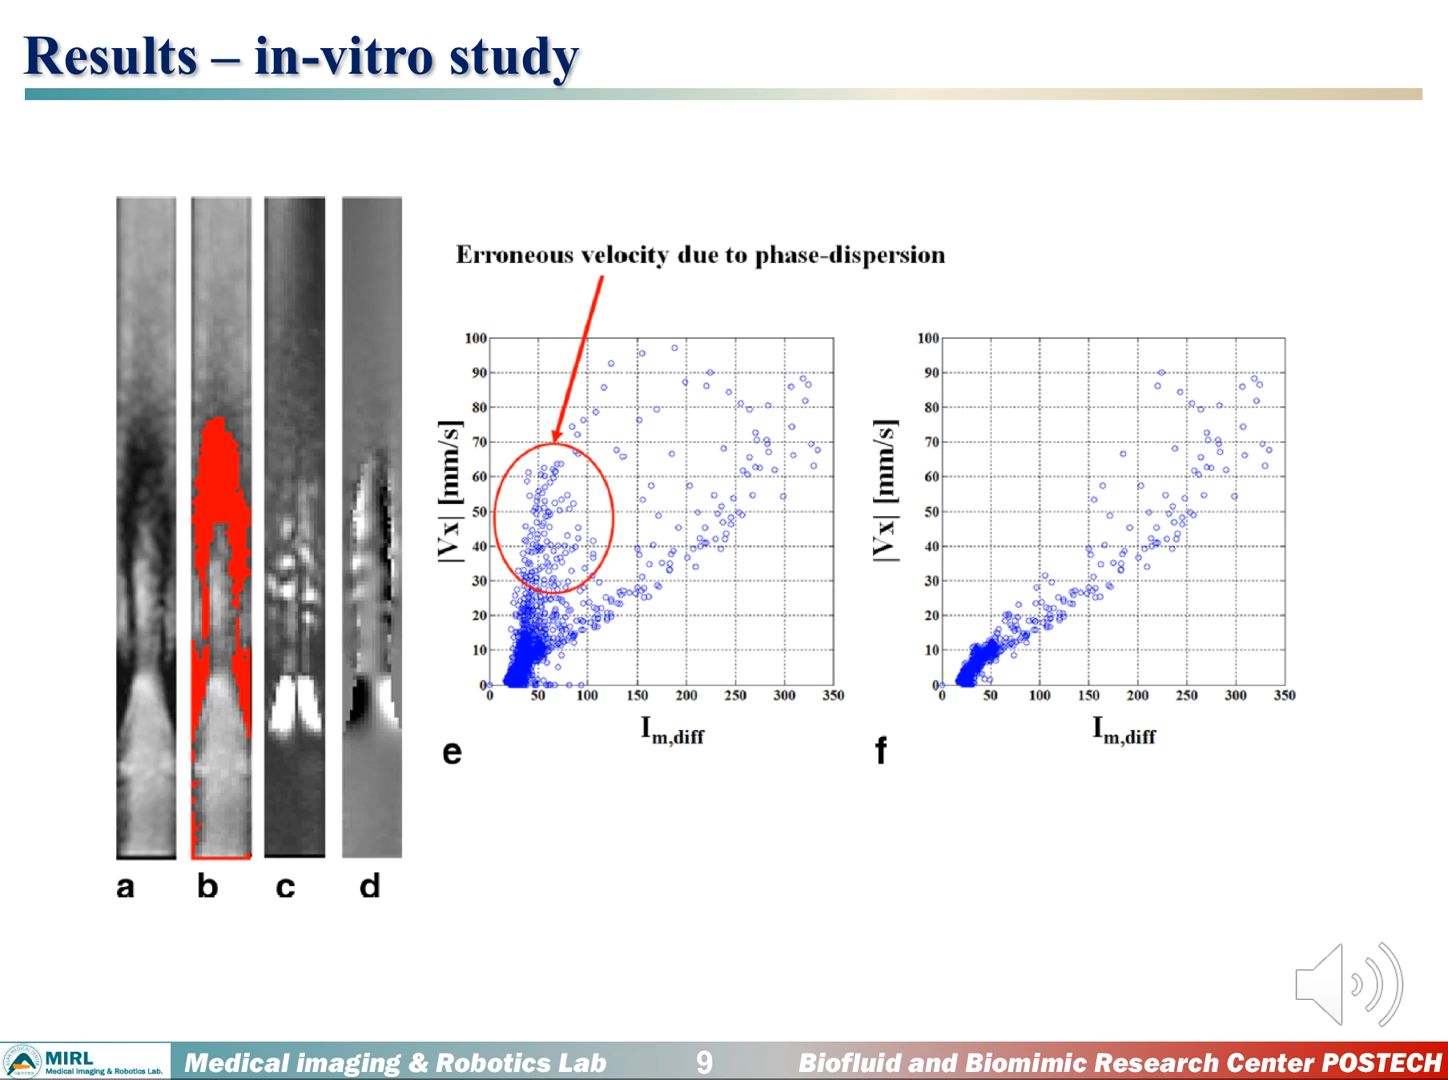 Results – in-vitro study
Erroneous velocity due to phase-dispersion
100
90
80
70
60
50
40
30
20
10
0
|Vx| [mm/s]
0 50 100 150 200 250 300 350
I m,diff
100
90
80
70
60
50
40
30
20
10
0
|Vx| [mm/s]
0 50 100 150 200 250 300 350
I m,diff
e
f
a b c d
MIRL
Medical Imaging & Robotics Lab.
Medical imaging & Robotics Lab
9
Biofluid and Biomimic Research Center POSTECH